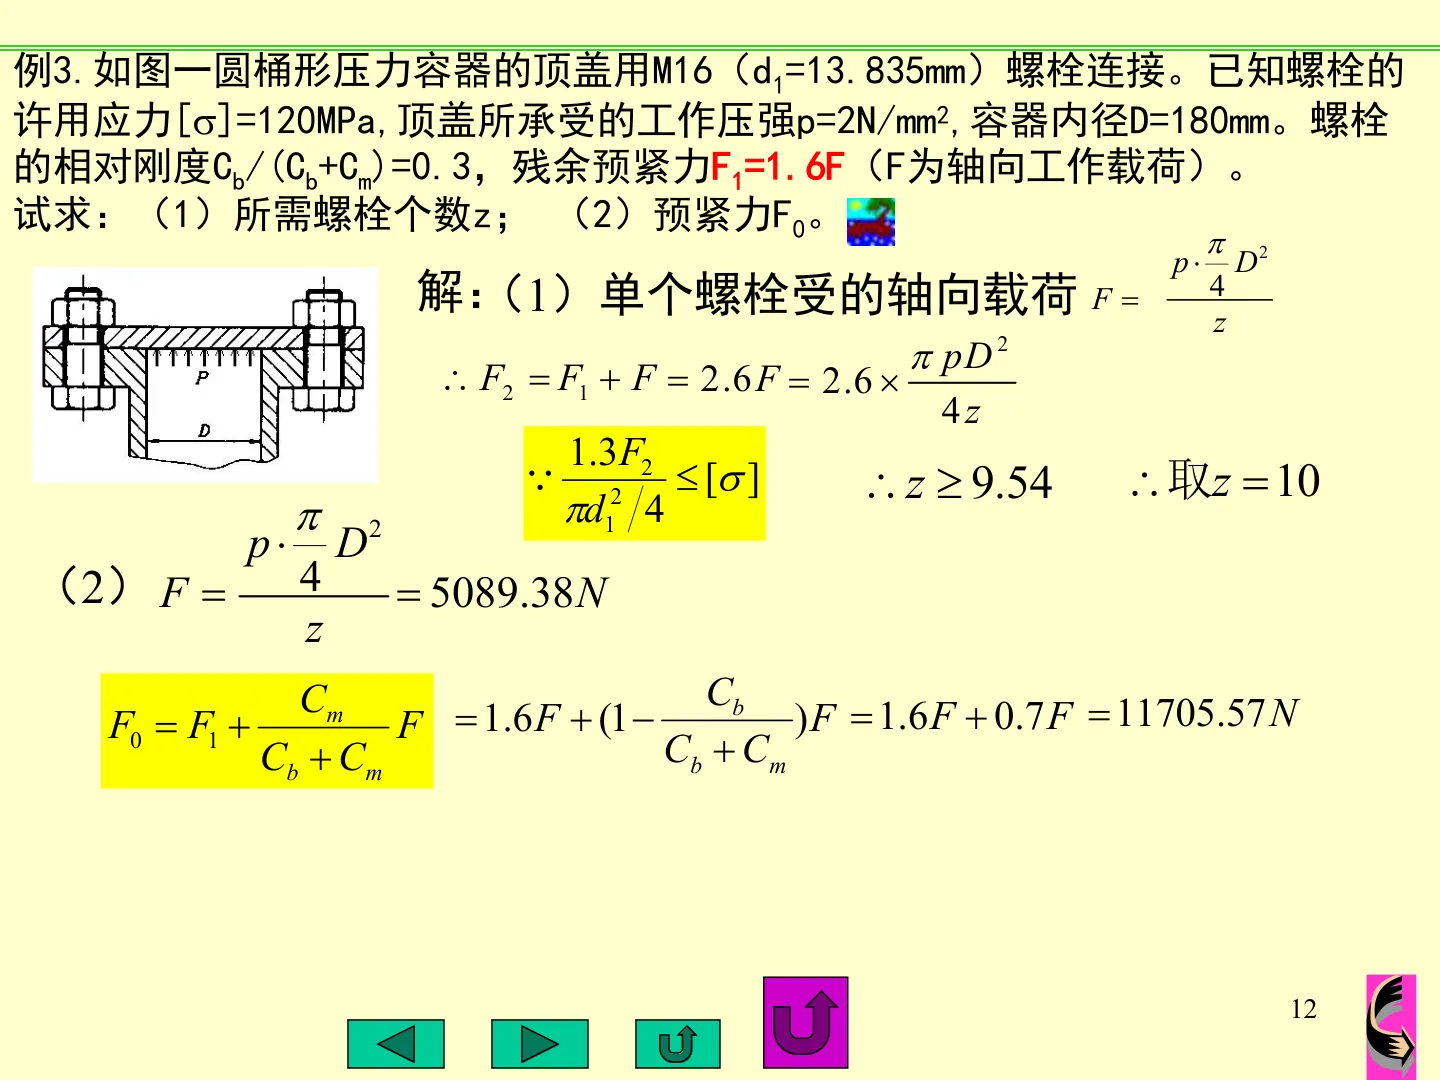 例3.如图一圆桶形压力容器的顶盖用M16（d1=13.835mm）螺栓连接。已知螺栓的
许用应力[σ]=120MPa,顶盖所承受的工作压强p=2N/mm2,容器内径D=180mm。螺栓
的相对刚度Cb/(Cb+Cm)=0.3，残余预紧力F1=1.6F（F为轴向工作载荷）。
试求：（1）所需螺栓个数z； （2）预紧力F0。
解：（1）单个螺栓受的轴向载荷 F = (p·π/4 D²)/z
∴ F₂ = F₁ + F = 2.6F = 2.6 × πpD²/4z
P
D
∵ 1.3F₂/(πd₁²/4) ≤ [σ] ∴ z ≥ 9.54 ∴ 取z = 10
（2） F = (p·π/4 D²)/z = 5089.38N
F₀ = F₁ + Cm/(Cb + Cm) F = 1.6F + (1 − Cb/(Cb + Cm))F = 1.6F + 0.7F = 11705.57N
12